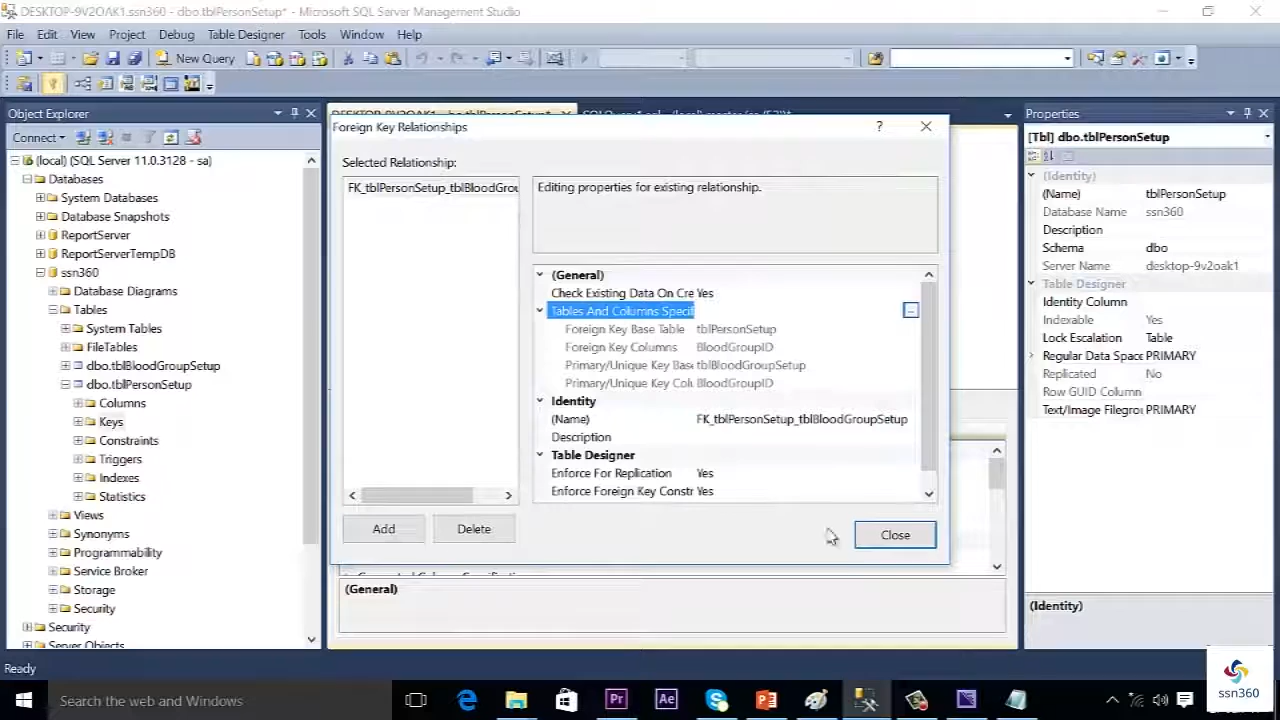 DESKTOP-9V2OAK1.ssn360 - dbo.tblPersonSetup* - Microsoft SQL Server Management Studio
File Edit View Project Debug Table Designer Tools Window Help
New Query
Object Explorer
Connect
(local) (SQL Server 11.0.3128 - sa)
Databases
System Databases
Database Snapshots
ReportServer
ReportServerTempDB
ssn360
Database Diagrams
Tables
System Tables
FileTables
dbo.tblBloodGroupSetup
dbo.tblPersonSetup
Columns
Keys
Constraints
Triggers
Indexes
Statistics
Views
Synonyms
Programmability
Service Broker
Storage
Security
Security
Server Objects
Foreign Key Relationships
Selected Relationship:
FK_tblPersonSetup_tblBloodGrou
Editing properties for existing relationship.
(General)
Check Existing Data On Cre Yes
Tables And Columns Specif
Foreign Key Base Table tblPersonSetup
Foreign Key Columns BloodGroupID
Primary/Unique Key Base tblBloodGroupSetup
Primary/Unique Key Colu BloodGroupID
Identity
(Name) FK_tblPersonSetup_tblBloodGroupSetup
Description
Table Designer
Enforce For Replication Yes
Enforce Foreign Key Constr Yes
Add Delete Close
(General)
Properties
[Tbl] dbo.tblPersonSetup
(Identity)
(Name) tblPersonSetup
Database Name ssn360
Description
Schema dbo
Server Name desktop-9v2oak1
Table Designer
Identity Column
Indexable Yes
Lock Escalation Table
Regular Data Space PRIMARY
Replicated No
Row GUID Column
Text/Image Filegrou PRIMARY
(Identity)
Ready
Search the web and Windows
ssn360